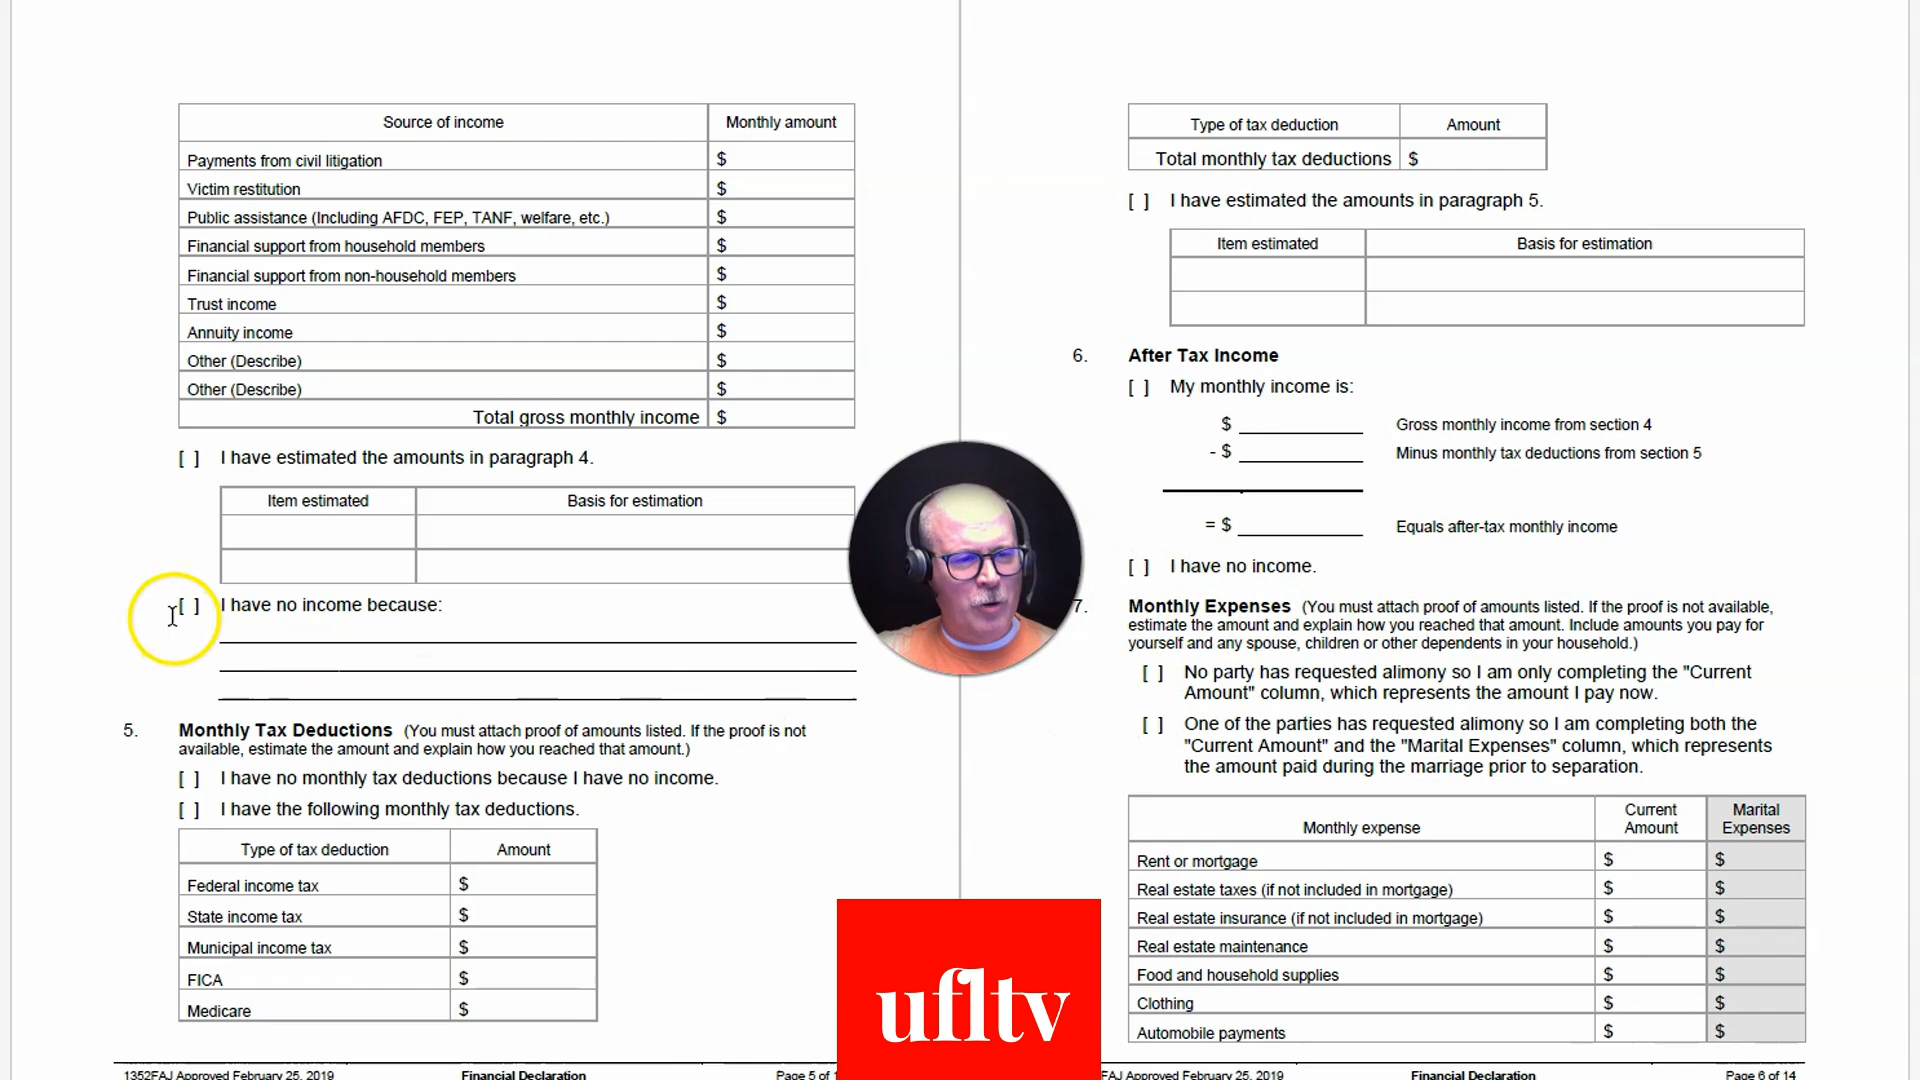 Source of income Monthly amount
Payments from civil litigation $
Victim restitution $
Public assistance (Including AFDC, FEP, TANF, welfare, etc.) $
Financial support from household members $
Financial support from non-household members $
Trust income $
Annuity income $
Other (Describe) $
Other (Describe) $
Total gross monthly income $
[ ] I have estimated the amounts in paragraph 4.
Item estimated Basis for estimation
[ ] I have no income because:
5. Monthly Tax Deductions (You must attach proof of amounts listed. If the proof is not
available, estimate the amount and explain how you reached that amount.)
[ ] I have no monthly tax deductions because I have no income.
[ ] I have the following monthly tax deductions.
Type of tax deduction Amount
Federal income tax $
State income tax $
Municipal income tax $
FICA $
Medicare $
1352FAJ Approved February 25, 2019 Financial Declaration Page 5 of 1
Type of tax deduction Amount
Total monthly tax deductions $
[ ] I have estimated the amounts in paragraph 5.
Item estimated Basis for estimation
6. After Tax Income
[ ] My monthly income is:
$ Gross monthly income from section 4
- $ Minus monthly tax deductions from section 5
= $ Equals after-tax monthly income
[ ] I have no income.
7. Monthly Expenses (You must attach proof of amounts listed. If the proof is not available,
estimate the amount and explain how you reached that amount. Include amounts you pay for
yourself and any spouse, children or other dependents in your household.)
[ ] No party has requested alimony so I am only completing the "Current
Amount" column, which represents the amount I pay now.
[ ] One of the parties has requested alimony so I am completing both the
"Current Amount" and the "Marital Expenses" column, which represents
the amount paid during the marriage prior to separation.
Monthly expense Current Amount Marital Expenses
Rent or mortgage $ $
Real estate taxes (if not included in mortgage) $ $
Real estate insurance (if not included in mortgage) $ $
Real estate maintenance $ $
Food and household supplies $ $
Clothing $ $
Automobile payments $ $
FAJ Approved February 25, 2019 Financial Declaration Page 6 of 14
ufltv